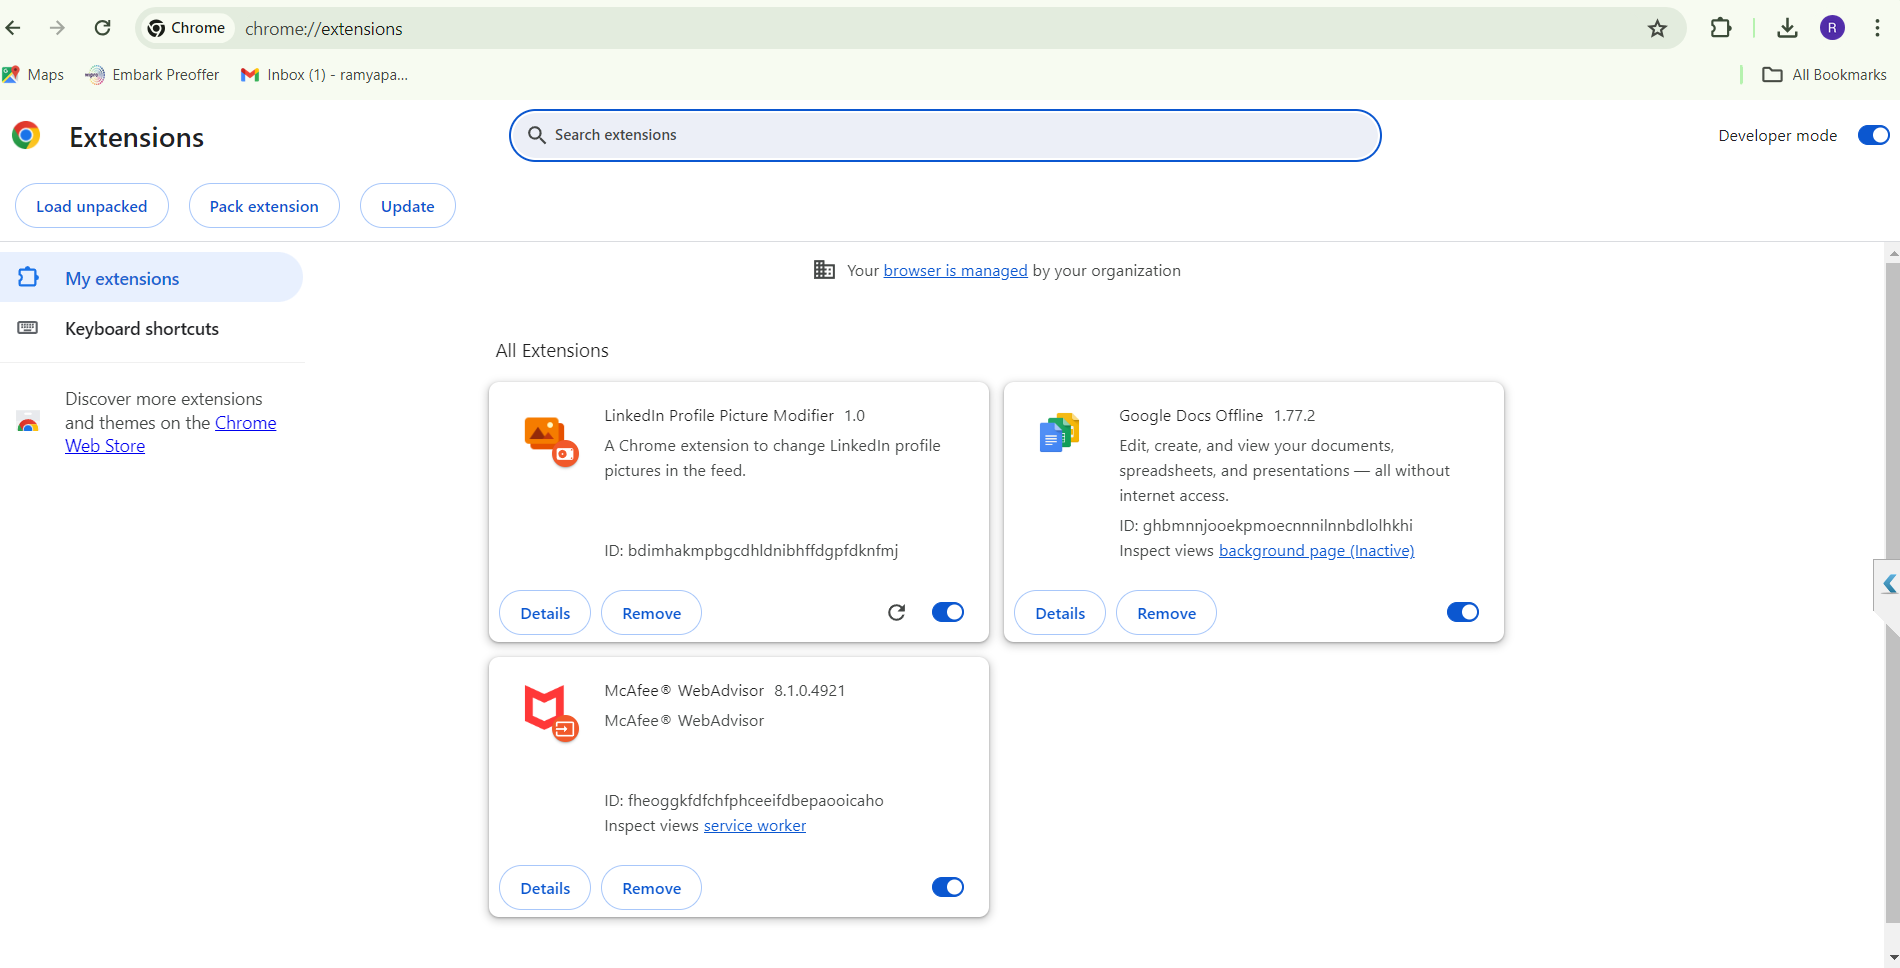 Chrome
chrome://extensions
R
Maps
wipro
Embark Preoffer
Inbox (1) - ramyapa...
All Bookmarks
Extensions
Search extensions
Developer mode
Load unpacked
Pack extension
Update
My extensions
Keyboard shortcuts
Discover more extensions
and themes on the Chrome
Web Store
Your browser is managed by your organization
All Extensions
LinkedIn Profile Picture Modifier 1.0
A Chrome extension to change LinkedIn profile
pictures in the feed.
ID: bdimhakmpbgcdhldnibhffdgpfdknfmj
Details
Remove
Google Docs Offline 1.77.2
Edit, create, and view your documents,
spreadsheets, and presentations — all without
internet access.
ID: ghbmnnjooekpmoecnnnilnnbdlolhkhi
Inspect views background page (Inactive)
Details
Remove
McAfee® WebAdvisor 8.1.0.4921
McAfee® WebAdvisor
ID: fheoggkfdfchfphceeifdbepaooicaho
Inspect views service worker
Details
Remove